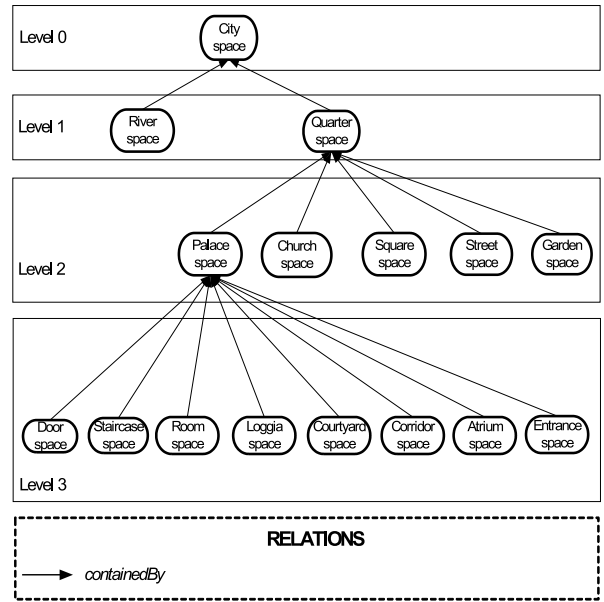 Level 0
City
space
Level 1
River
space
Quarter
space
Level 2
Palace
space
Church
space
Square
space
Street
space
Garden
space
Door
space
Staircase
space
Room
space
Loggia
space
Courtyard
space
Corridor
space
Atrium
space
Entrance
space
Level 3
RELATIONS
containedBy